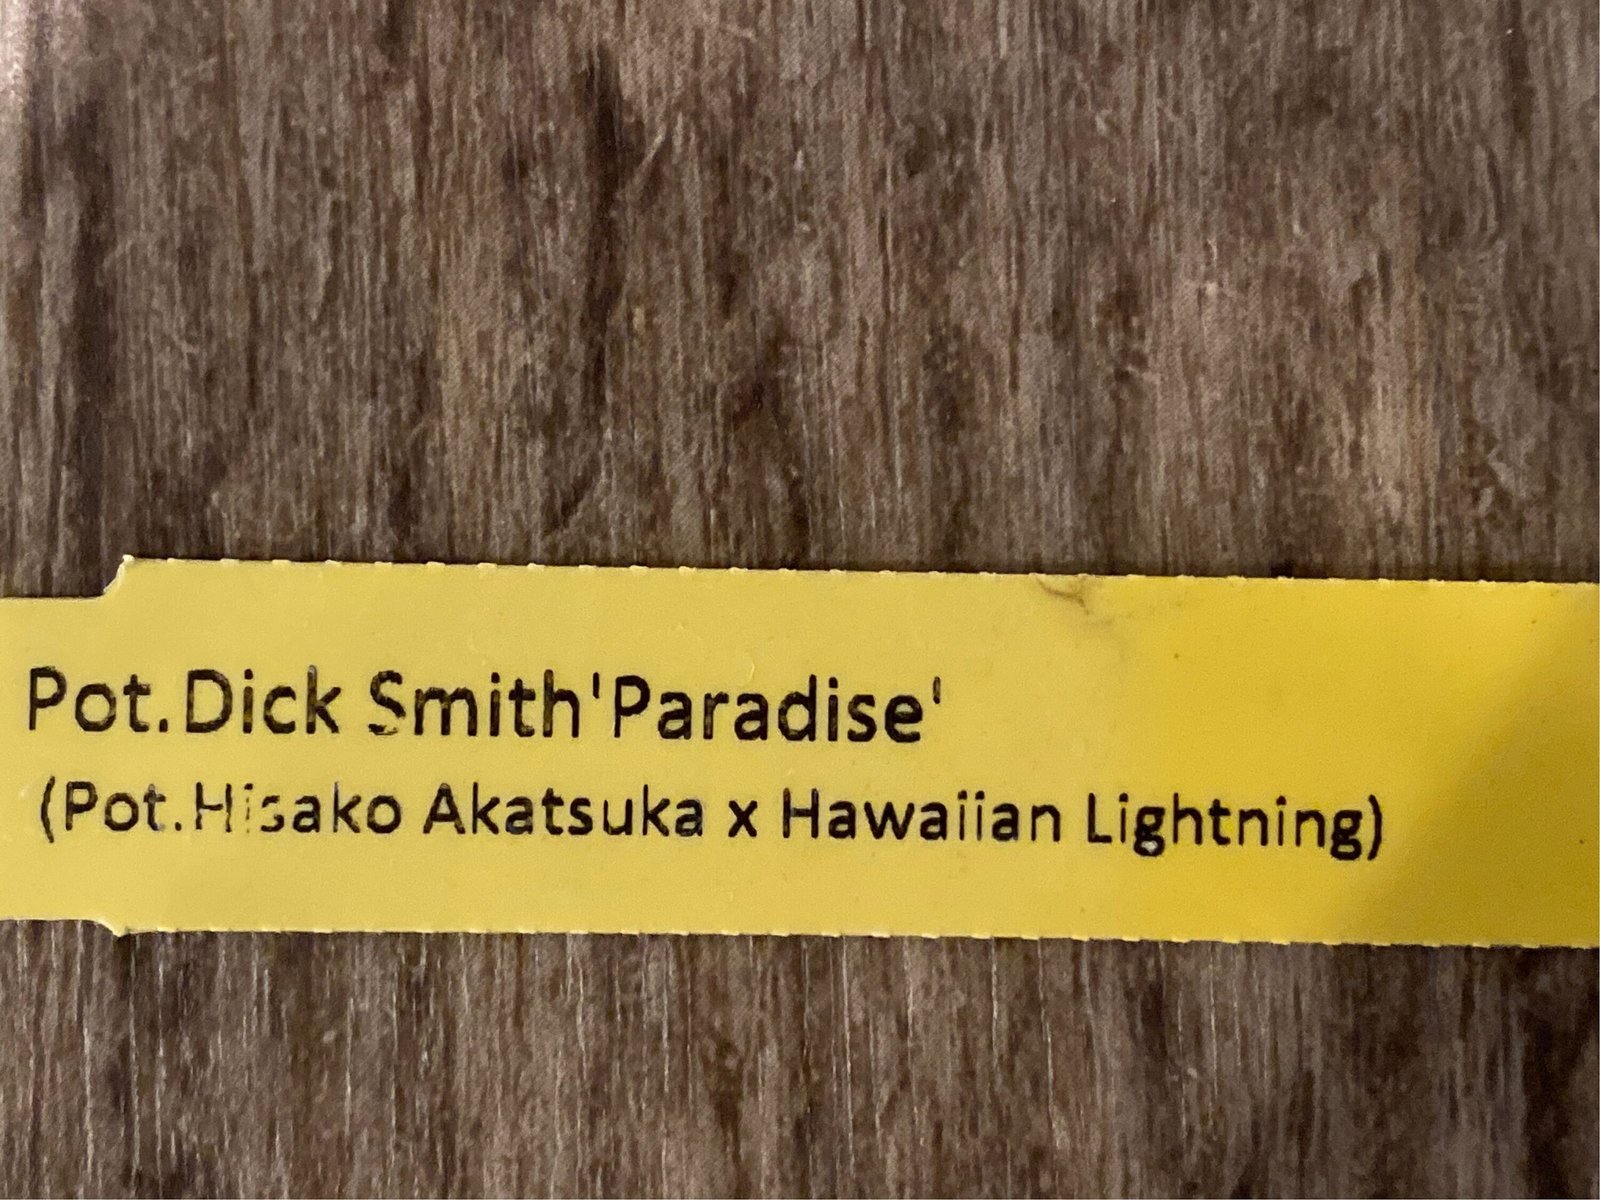 Pot.Dick Smith'Paradise'
(Pot.Hisako Akatsuka x Hawaiian Lightning)